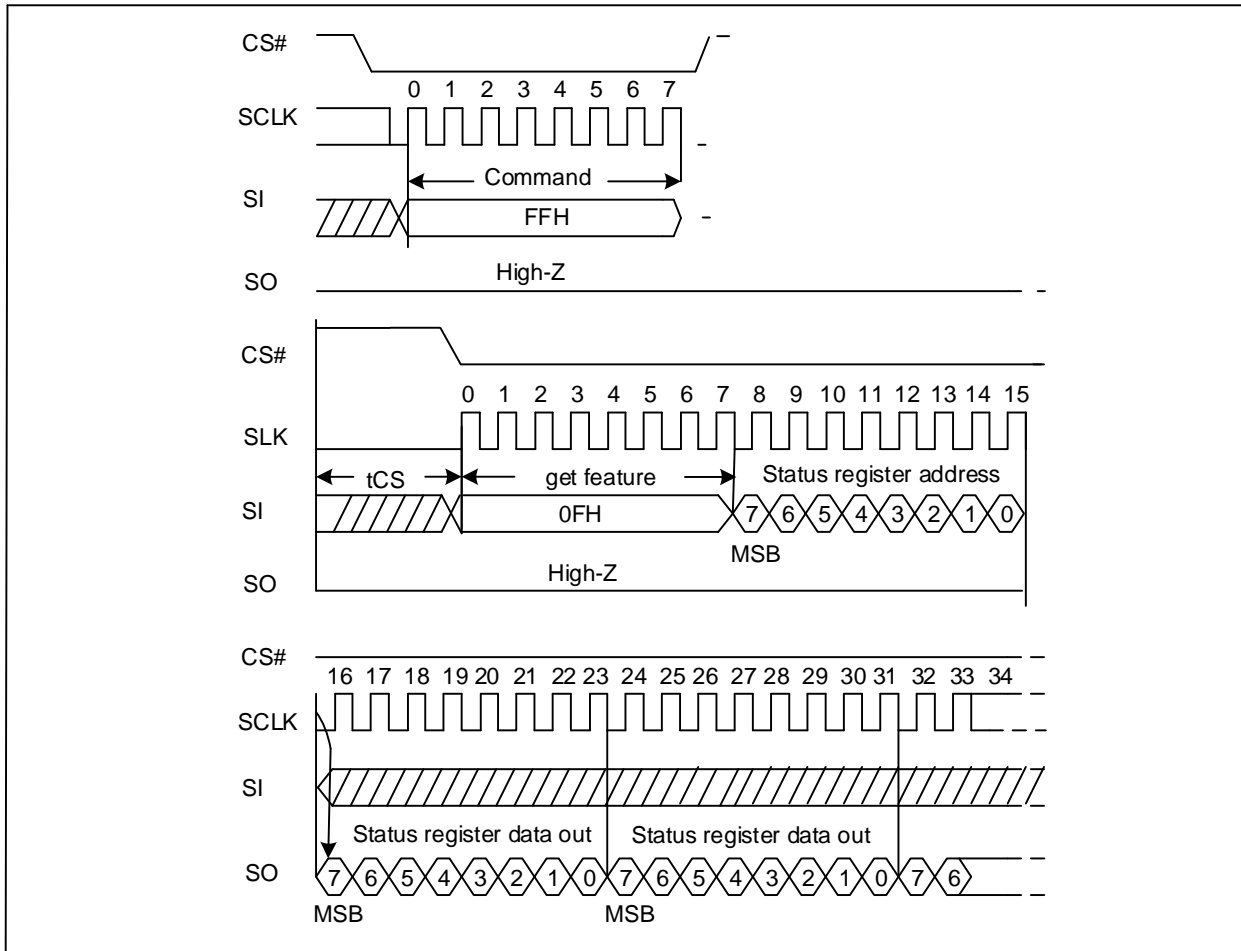 CS#
0 1 2 3 4 5 6 7
SCLK
Command
SI
FFH
High-Z
SO
CS#
0 1 2 3 4 5 6 7 8 9 10 11 12 13 14 15
SLK
tCS get feature Status register address
SI
0FH 7 6 5 4 3 2 1 0
MSB
High-Z
SO
CS#
16 17 18 19 20 21 22 23 24 25 26 27 28 29 30 31 32 33 34
SCLK
SI
Status register data out Status register data out
SO
7 6 5 4 3 2 1 0 7 6 5 4 3 2 1 0 7 6
MSB MSB